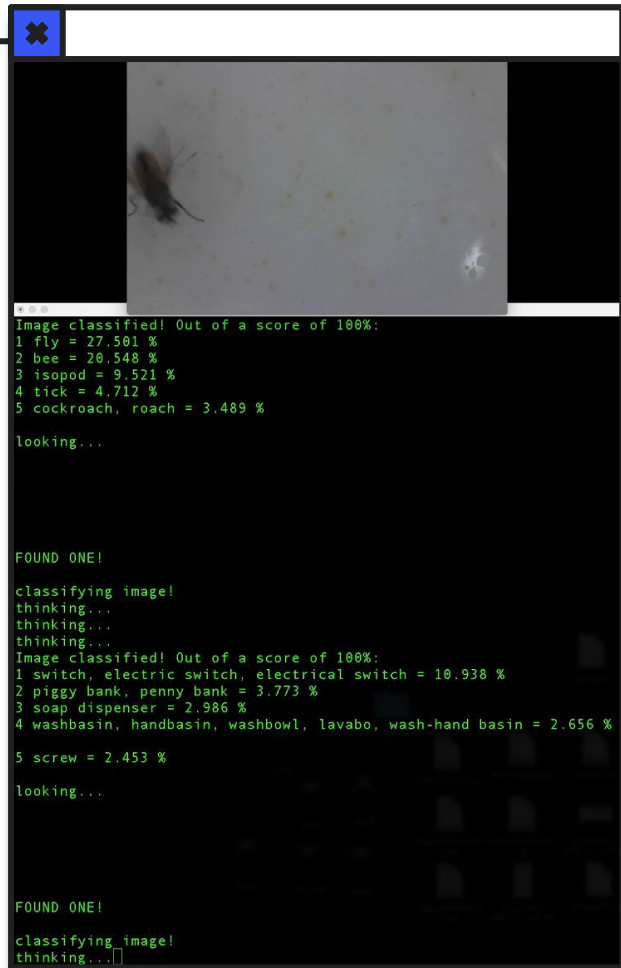 Image classified! Out of a score of 100%:
1 fly = 27.501 %
2 bee = 20.548 %
3 isopod = 9.521 %
4 tick = 4.712 %
5 cockroach, roach = 3.489 %
looking...
FOUND ONE!
classifying image!
thinking...
thinking...
thinking...
Image classified! Out of a score of 100%:
1 switch, electric switch, electrical switch = 10.938 %
2 piggy bank, penny bank = 3.773 %
3 soap dispenser = 2.986 %
4 washbasin, handbasin, washbowl, lavabo, wash-hand basin = 2.656 %
5 screw = 2.453 %
looking...
FOUND ONE!
classifying image!
thinking...